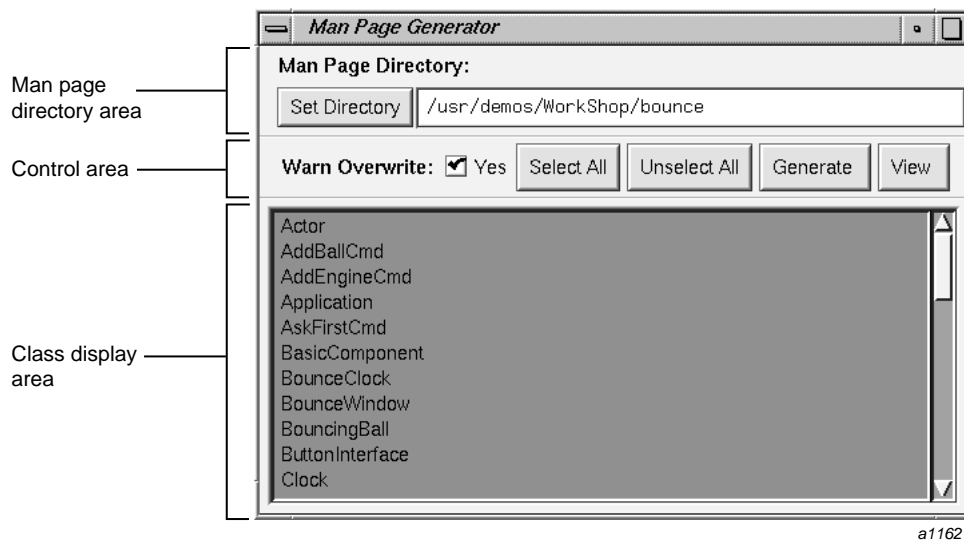 Man Page Generator
Man page
directory area
Man Page Directory:
Set Directory /usr/demos/WorkShop/bounce
Control area
Warn Overwrite: Yes Select All Unselect All Generate View
Class display
area
Actor
AddBallCmd
AddEngineCmd
Application
AskFirstCmd
BasicComponent
BounceClock
BounceWindow
BouncingBall
ButtonInterface
Clock
a1162